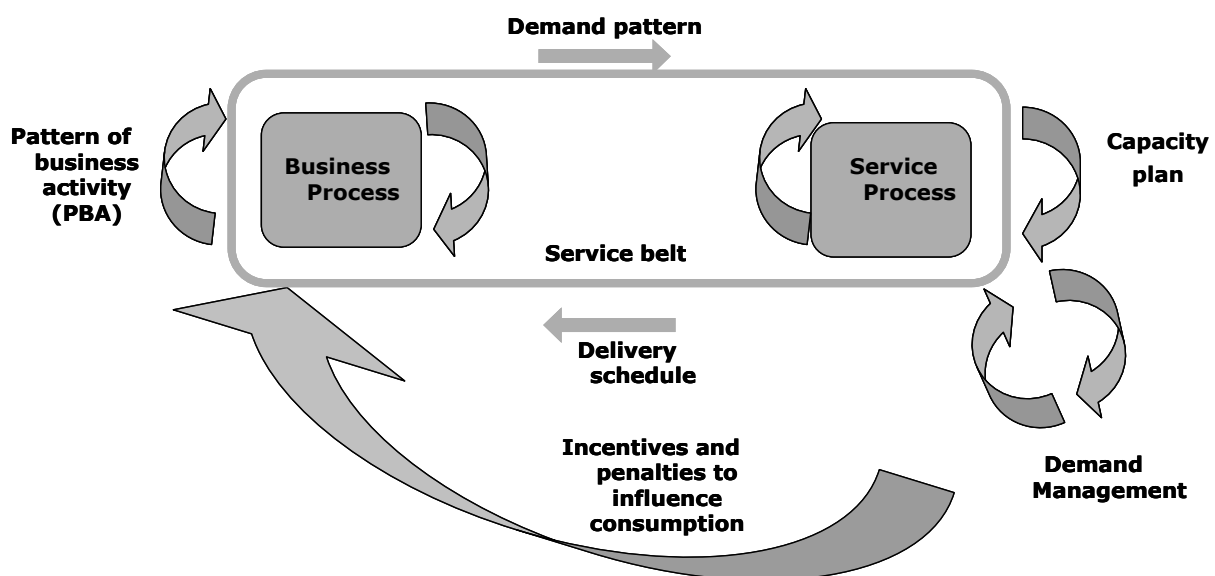 Demand pattern
Pattern of
business
activity
(PBA)
Business
Process
Service
Process
Capacity
plan
Service belt
Delivery
schedule
Incentives and
penalties to
influence
consumption
Demand
Management